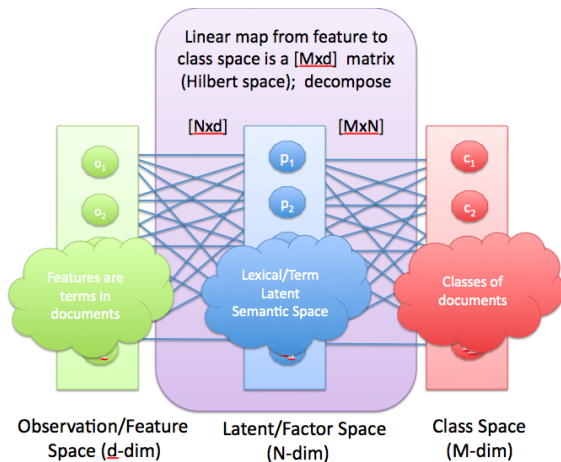 Linear map from feature to
class space is a [Mxd] matrix
(Hilbert space); decompose
[Nxd]
[MxN]
o1
p1
c1
o2
p2
c2
Features are
terms in
documents
Lexical/Term
Latent
Semantic Space
Classes of
documents
Observation/Feature
Space (d-dim)
Latent/Factor Space
(N-dim)
Class Space
(M-dim)